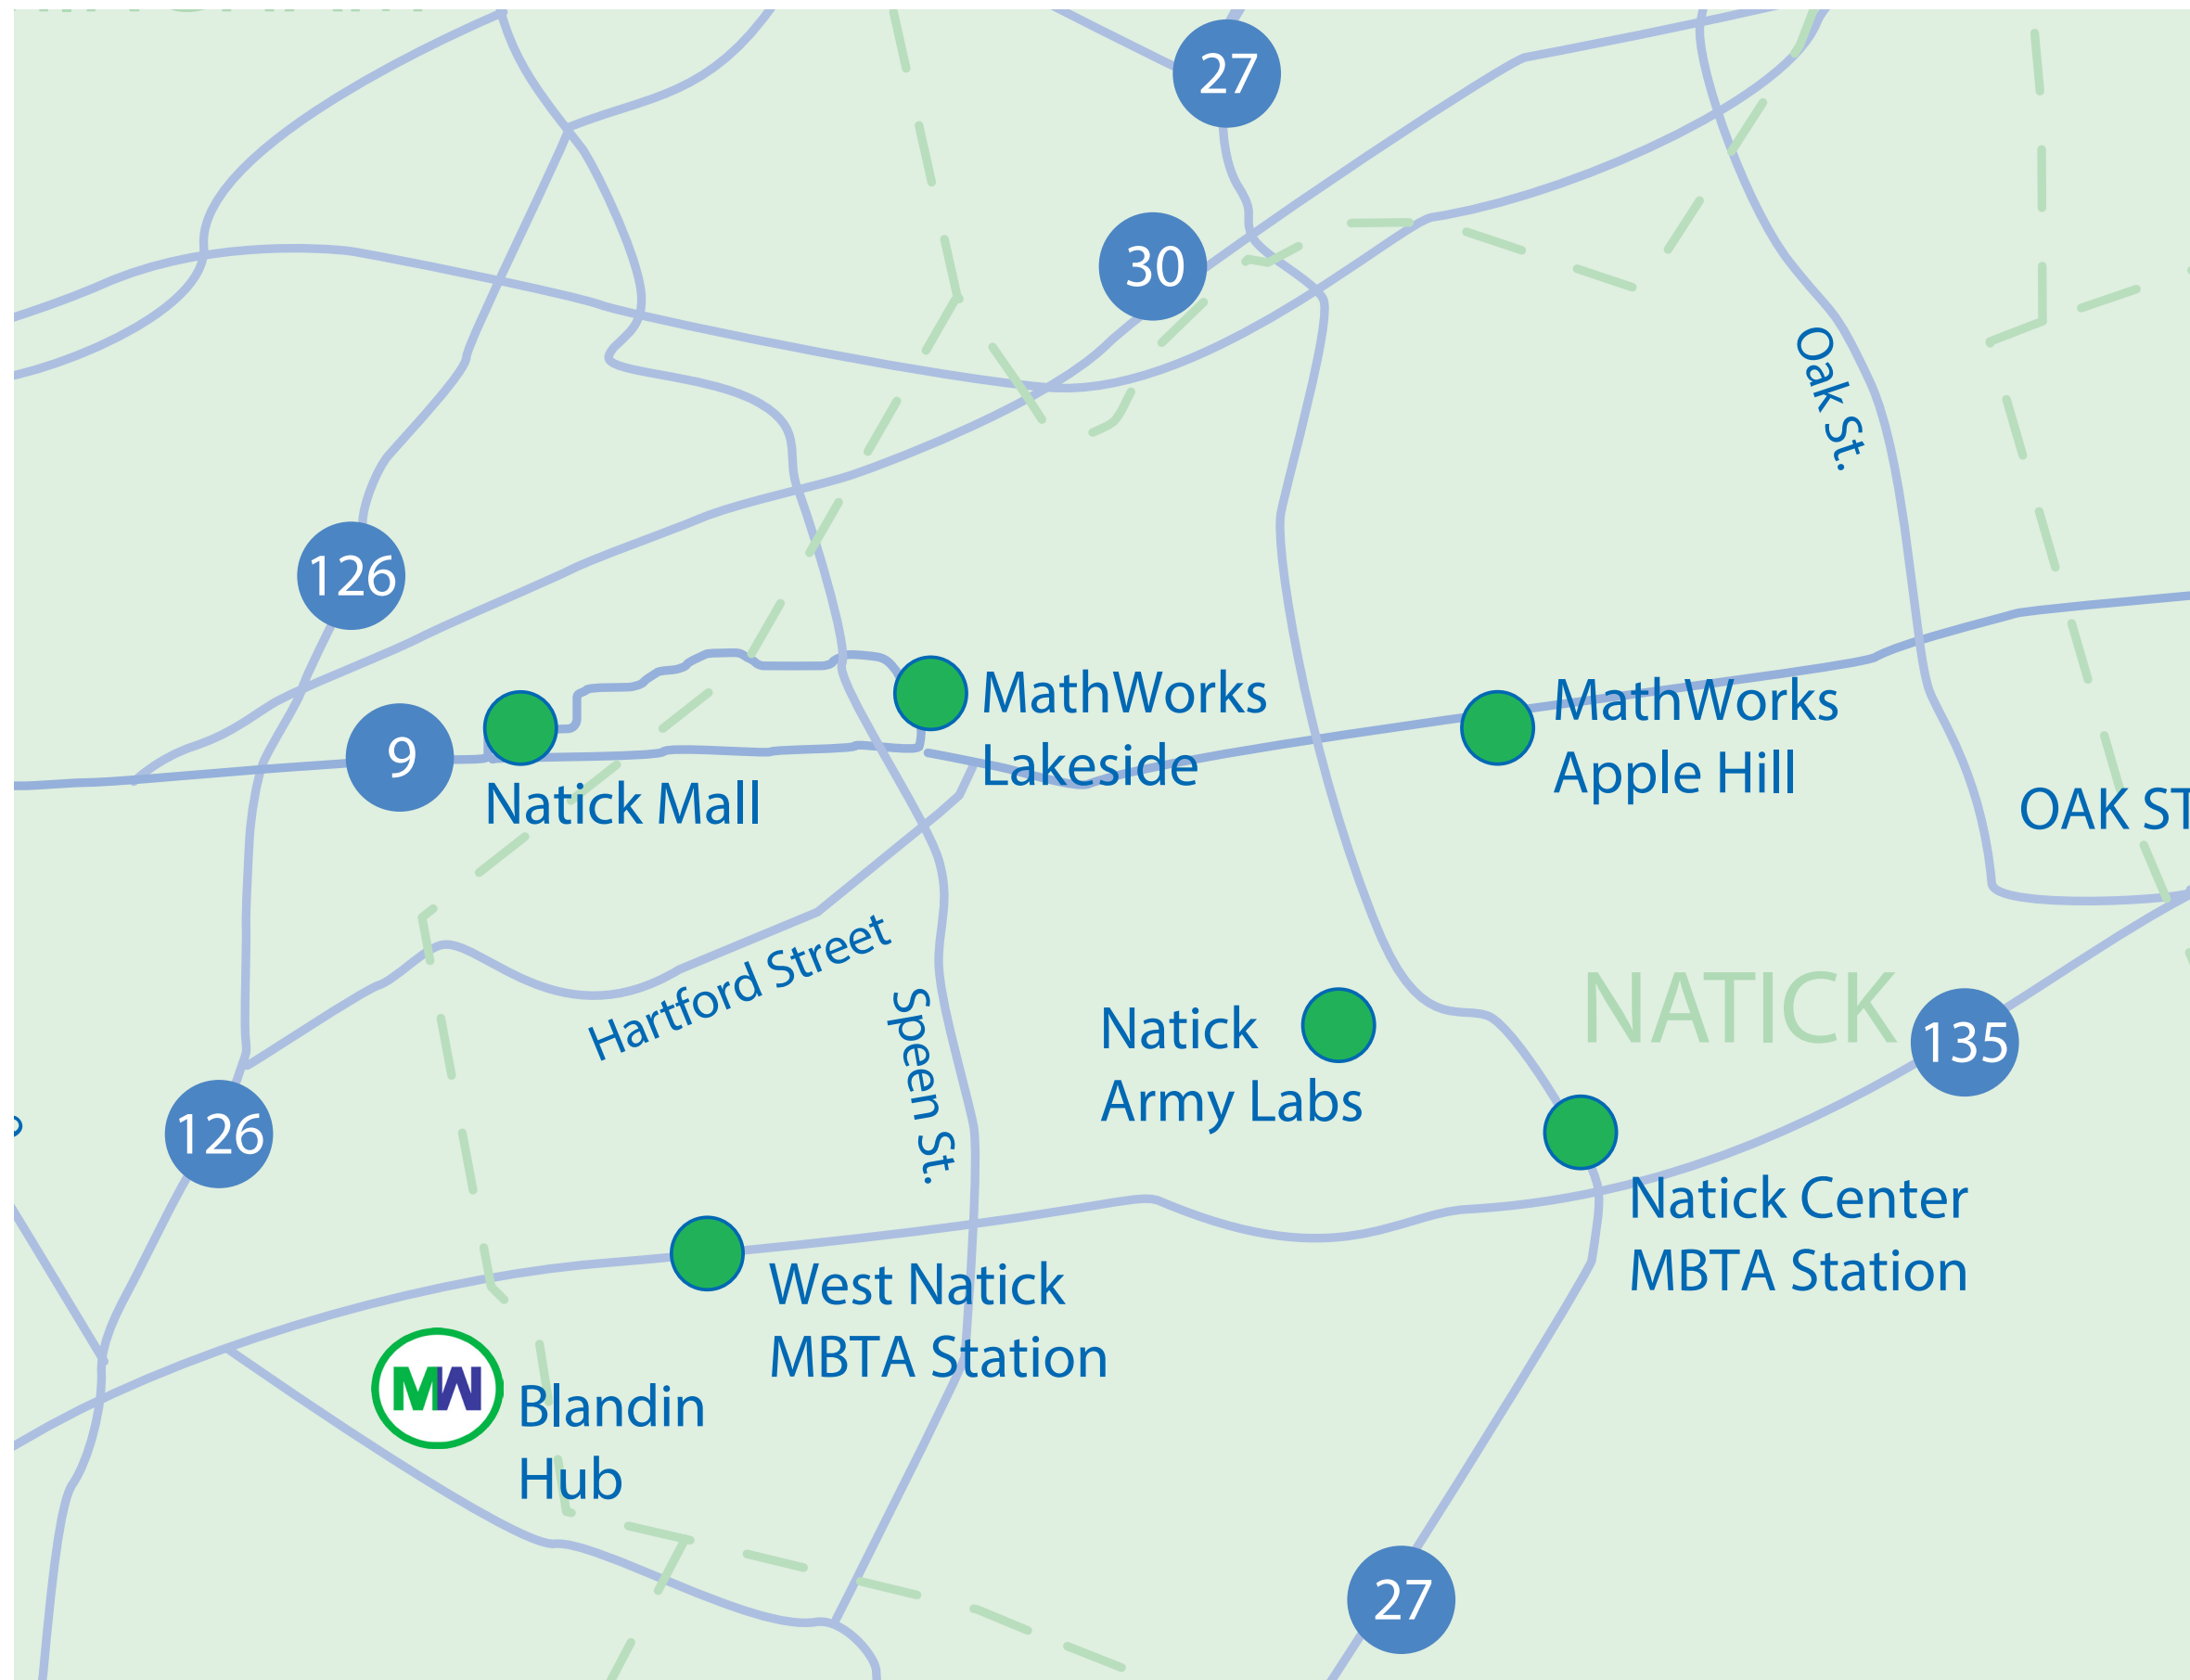 27
30
Oak St.
126
MathWorks
Lakeside
MathWorks
Apple Hill
9
Natick Mall
OAK ST
Hartford Street
Speen St.
NATICK
Natick
Army Labs
135
126
Natick Center
MBTA Station
West Natick
MBTA Station
MW
Blandin
Hub
27